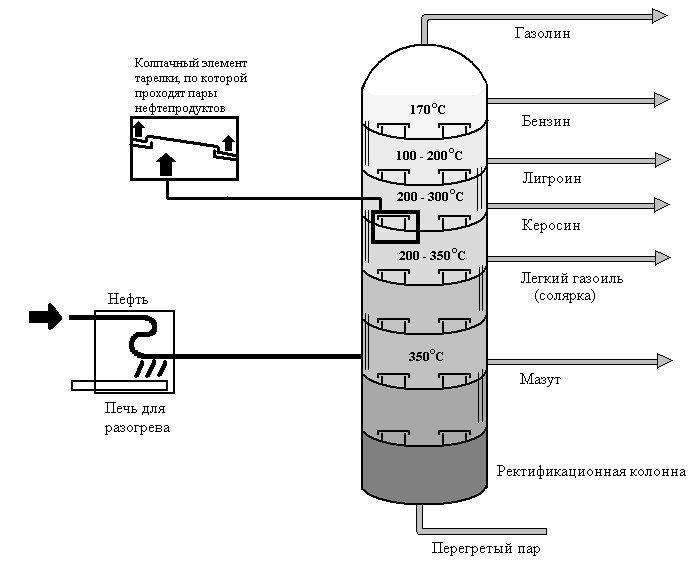 Газолин
Колпачный элемент
тарелки, по которой
проходят пары
нефтепродуктов
170°C
Бензин
100 - 200°C
Лигроин
200 - 300°C
Керосин
200 - 350°C
Легкий газоиль
(солярка)
Нефть
350°C
Мазут
Печь для
разогрева
Ректификационная колонна
Перегретый пар